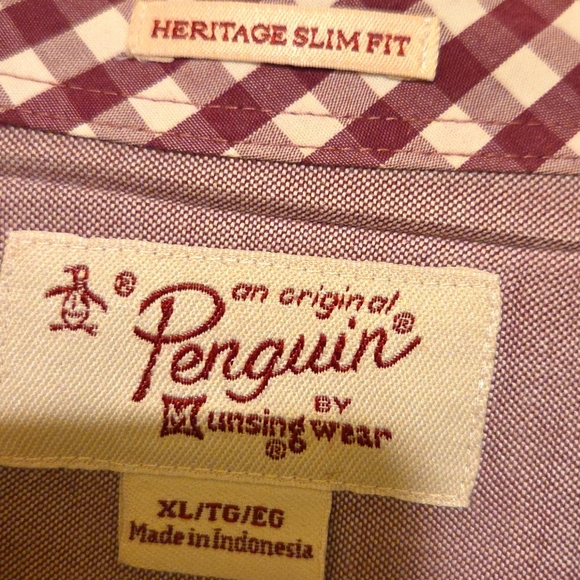 HERITAGE SLIM FIT
an original
Penguin®
®
BY
Munsingwear
®
XL/TG/EG
Made in Indonesia